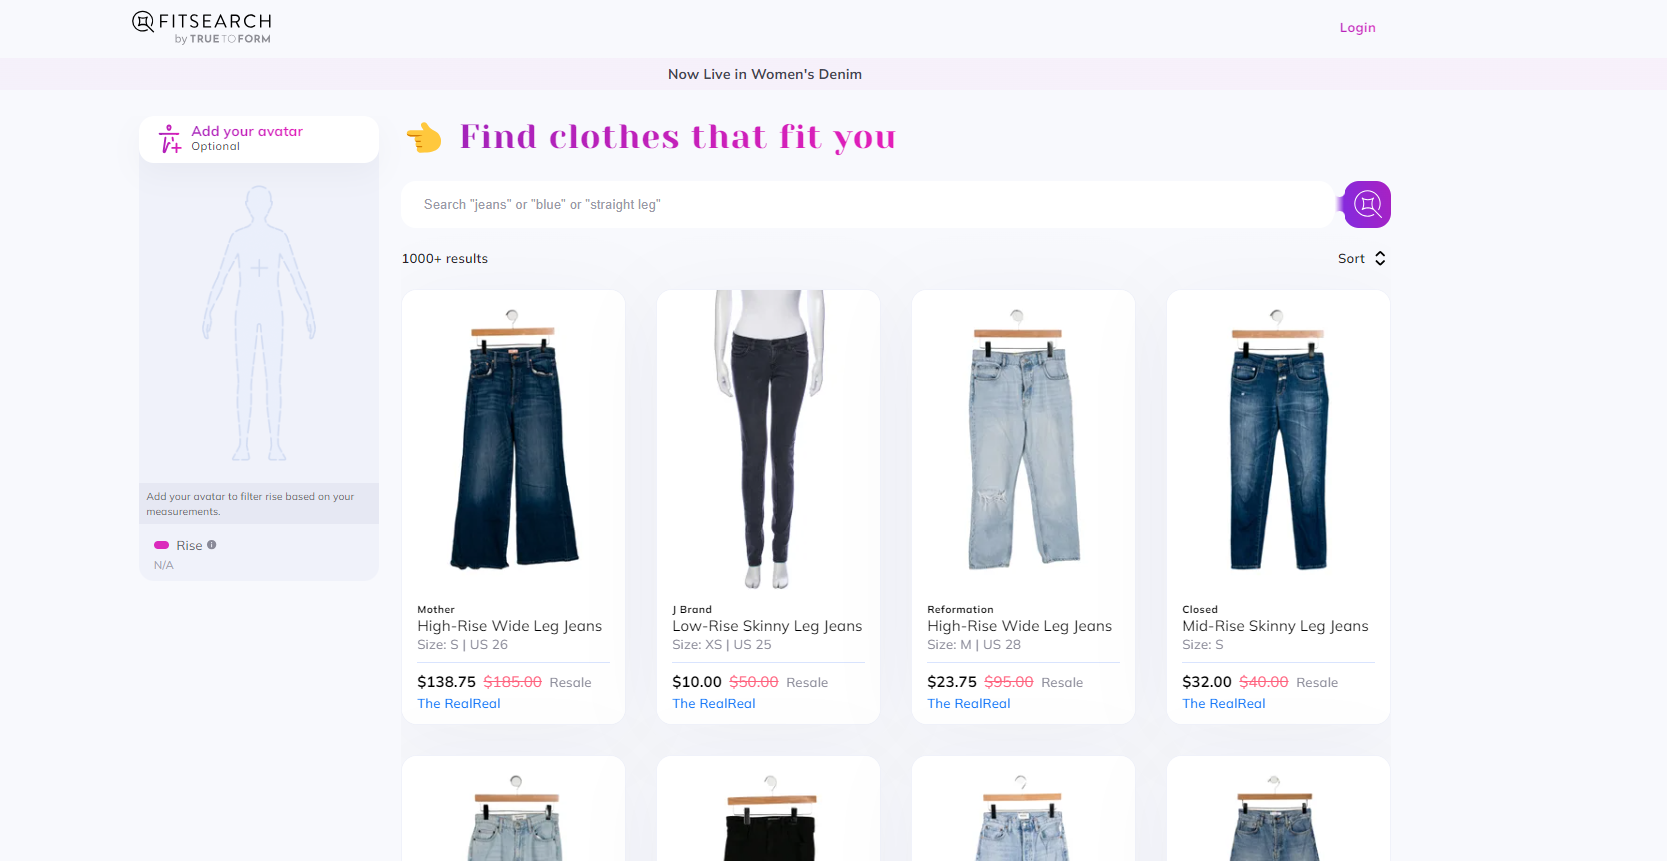 FITSEARCH
by TRUETOFORM
Login
Now Live in Women's Denim
Add your avatar
Optional
Find clothes that fit you
Search "jeans" or "blue" or "straight leg"
1000+ results
Sort
Add your avatar to filter rise based on your
measurements.
Rise
N/A
Mother
High-Rise Wide Leg Jeans
Size: S | US 26
$138.75 $185.00 Resale
The RealReal
J Brand
Low-Rise Skinny Leg Jeans
Size: XS | US 25
$10.00 $50.00 Resale
The RealReal
Reformation
High-Rise Wide Leg Jeans
Size: M | US 28
$23.75 $95.00 Resale
The RealReal
Closed
Mid-Rise Skinny Leg Jeans
Size: S
$32.00 $40.00 Resale
The RealReal